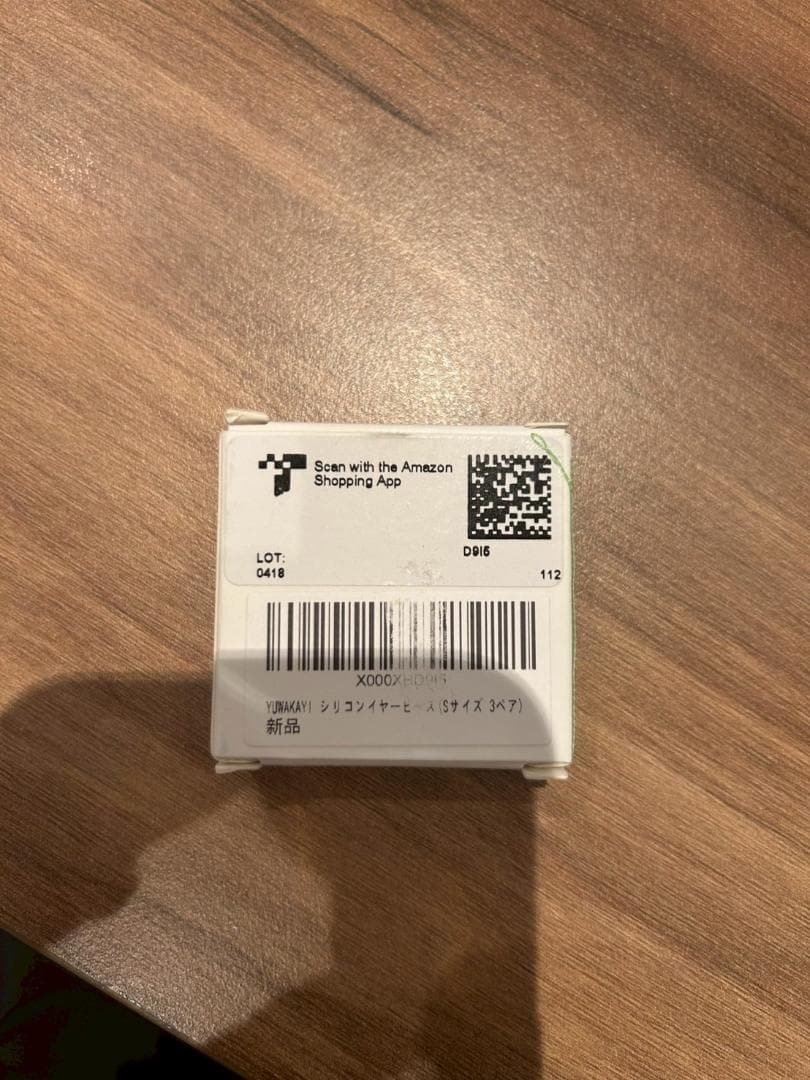 Scan with the Amazon
Shopping App
D9I5
LOT:
0418
112
YUWAKAYI シリコンイヤーピース(Sサイズ 3ペア)
新品